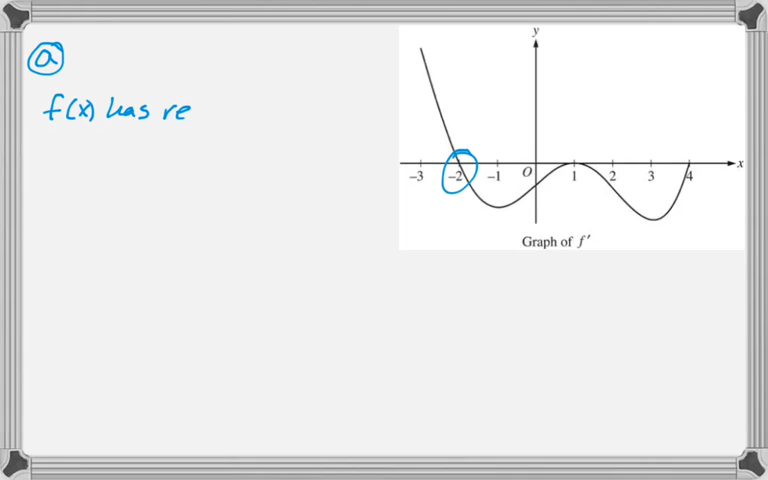 a
f(x) has re
y
x
-3 -2 -1 O 1 2 3 4
Graph of f′